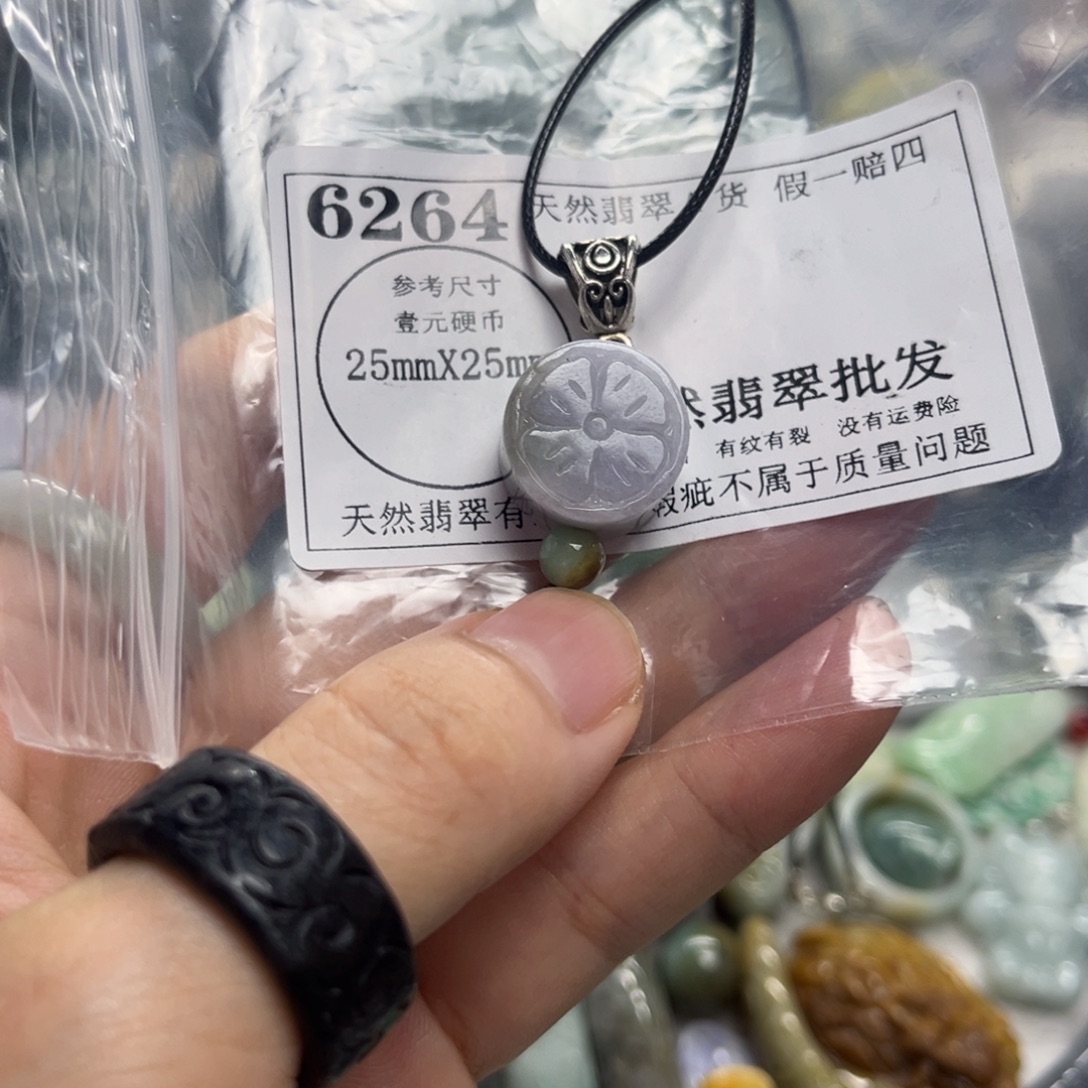 6264
天然翡翠 货 假一赔四
参考尺寸
壹元硬币
25mmX25m
然翡翠批发
有纹有裂 没有运费险
天然翡翠有 瑕疵不属于质量问题